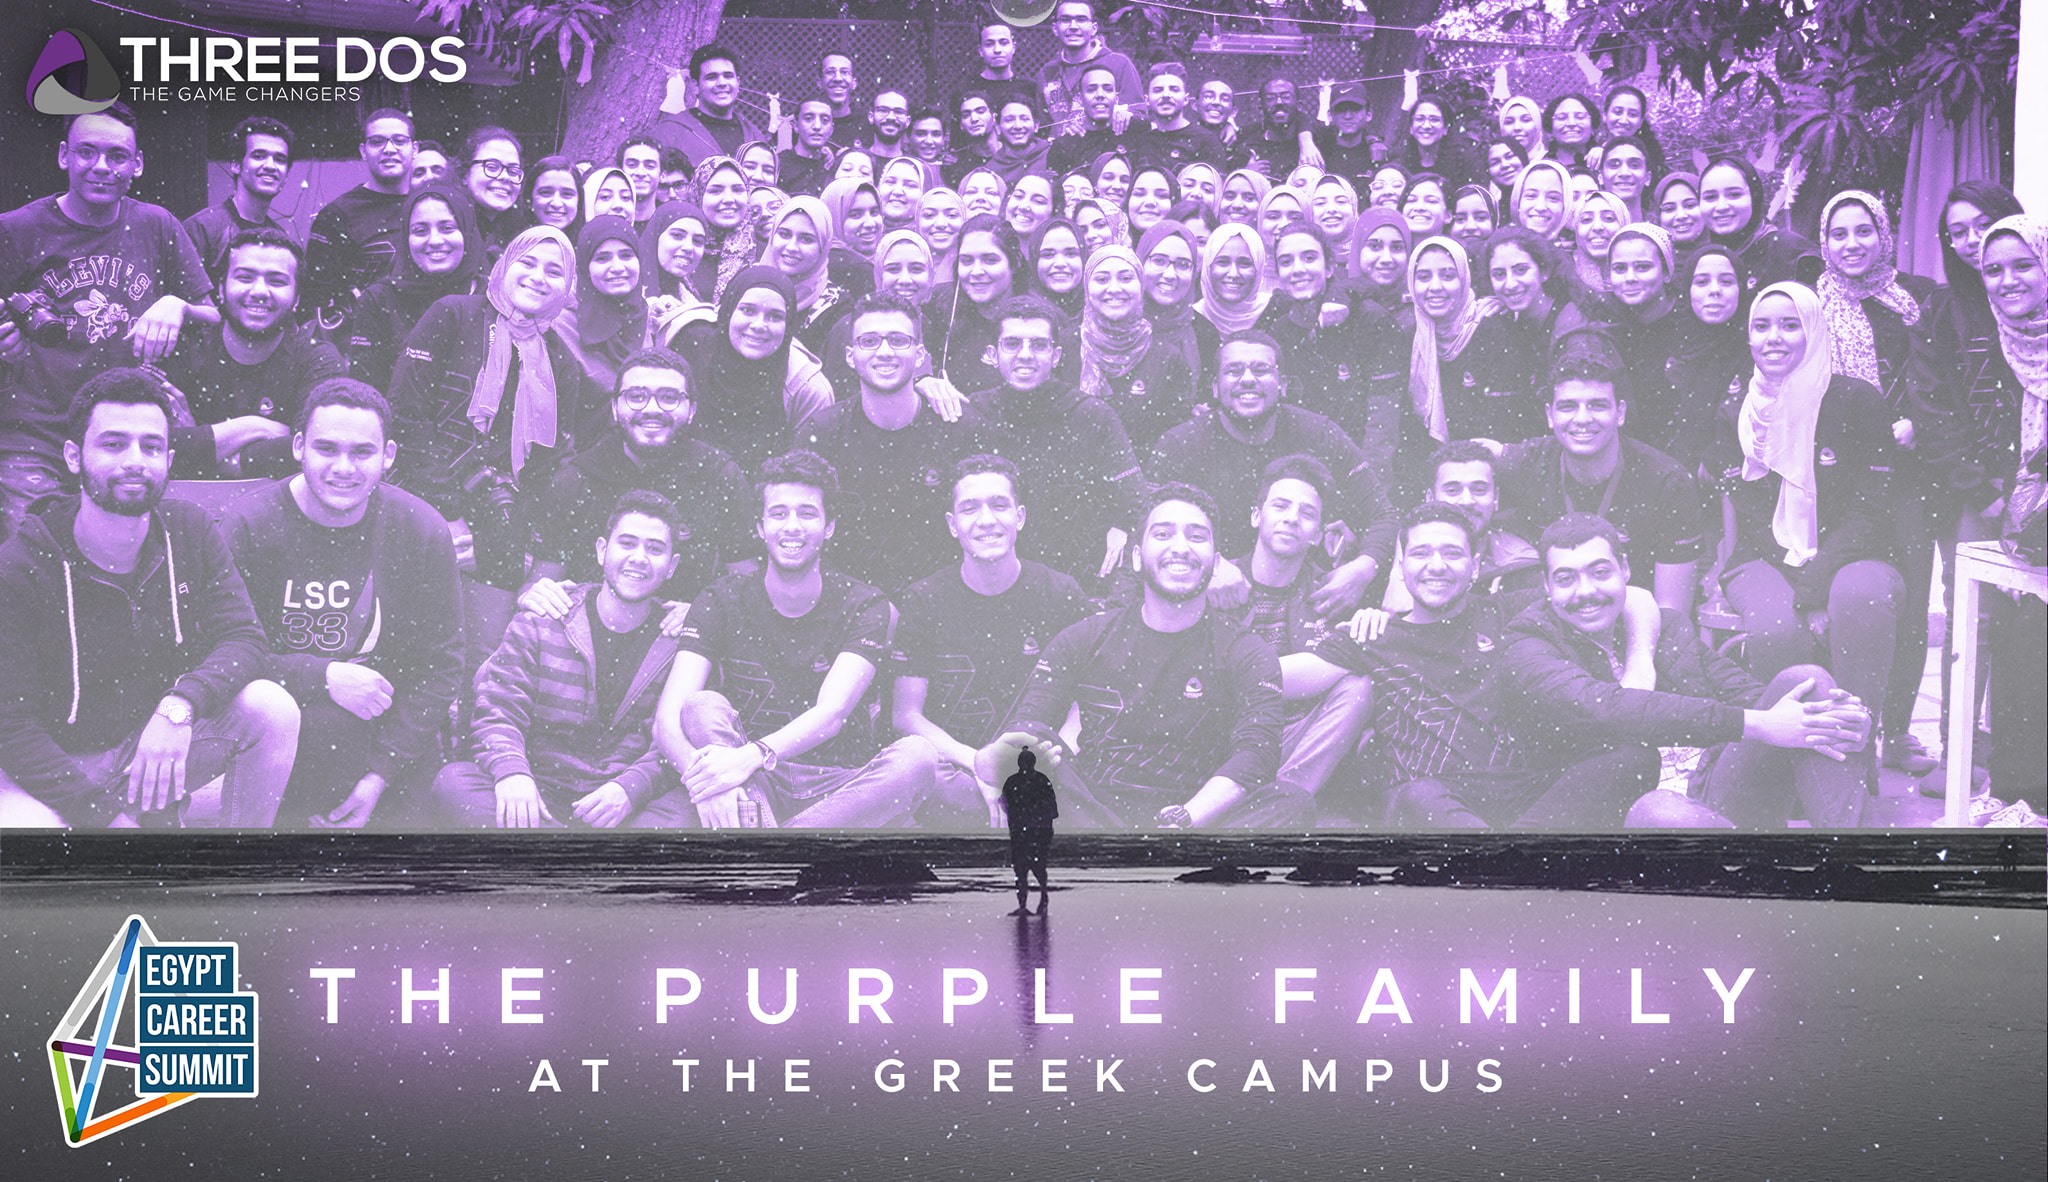 THREE DOS
THE GAME CHANGERS
LEVI'S
LSC
33
EGYPT
CAREER
SUMMIT
THE PURPLE FAMILY
AT THE GREEK CAMPUS